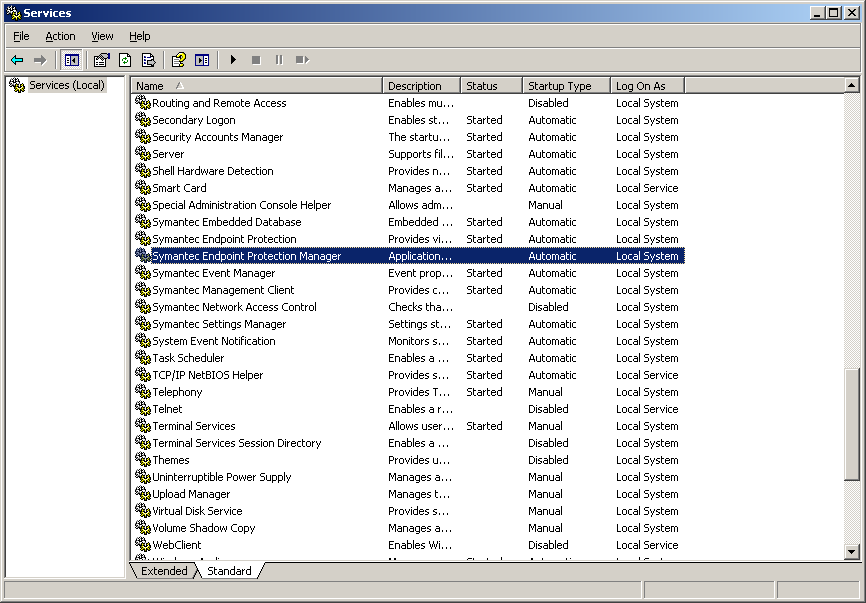 Services
File Action View Help
Services (Local)
Name Description Status Startup Type Log On As
Routing and Remote Access Enables mu... Disabled Local System
Secondary Logon Enables st... Started Automatic Local System
Security Accounts Manager The startu... Started Automatic Local System
Server Supports fil... Started Automatic Local System
Shell Hardware Detection Provides n... Started Automatic Local System
Smart Card Manages a... Started Automatic Local Service
Special Administration Console Helper Allows adm... Manual Local System
Symantec Embedded Database Embedded ... Started Automatic Local System
Symantec Endpoint Protection Provides vi... Started Automatic Local System
Symantec Endpoint Protection Manager Application... Automatic Local System
Symantec Event Manager Event prop... Started Automatic Local System
Symantec Management Client Provides c... Started Automatic Local System
Symantec Network Access Control Checks tha... Disabled Local System
Symantec Settings Manager Settings st... Started Automatic Local System
System Event Notification Monitors s... Started Automatic Local System
Task Scheduler Enables a ... Started Automatic Local System
TCP/IP NetBIOS Helper Provides s... Started Automatic Local Service
Telephony Provides T... Started Manual Local System
Telnet Enables a r... Disabled Local Service
Terminal Services Allows user... Started Manual Local System
Terminal Services Session Directory Enables a ... Disabled Local System
Themes Provides u... Disabled Local System
Uninterruptible Power Supply Manages a... Manual Local Service
Upload Manager Manages t... Manual Local System
Virtual Disk Service Provides s... Manual Local System
Volume Shadow Copy Manages a... Manual Local System
WebClient Enables Wi... Disabled Local Service
Extended Standard